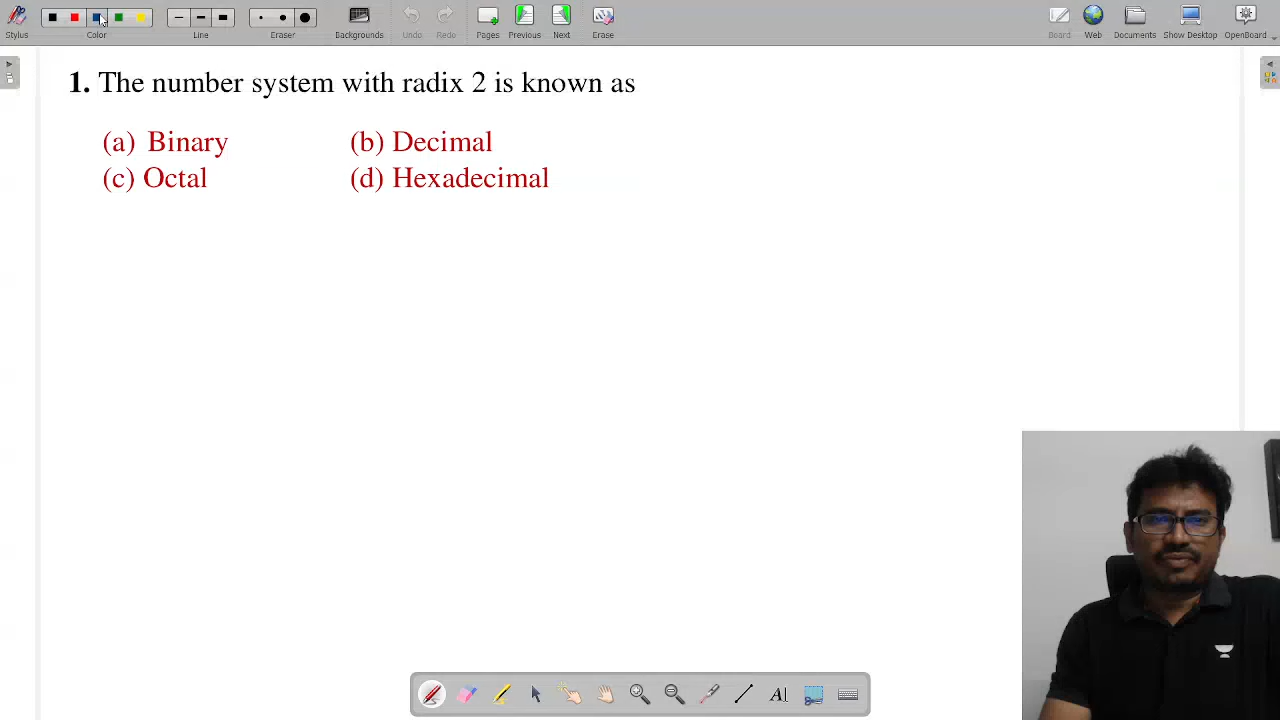 Stylus Color Line Eraser Backgrounds Undo Redo Pages Previous Next Erase Board Web Documents Show Desktop OpenBoard
1. The number system with radix 2 is known as
(a) Binary (b) Decimal
(c) Octal (d) Hexadecimal
AI